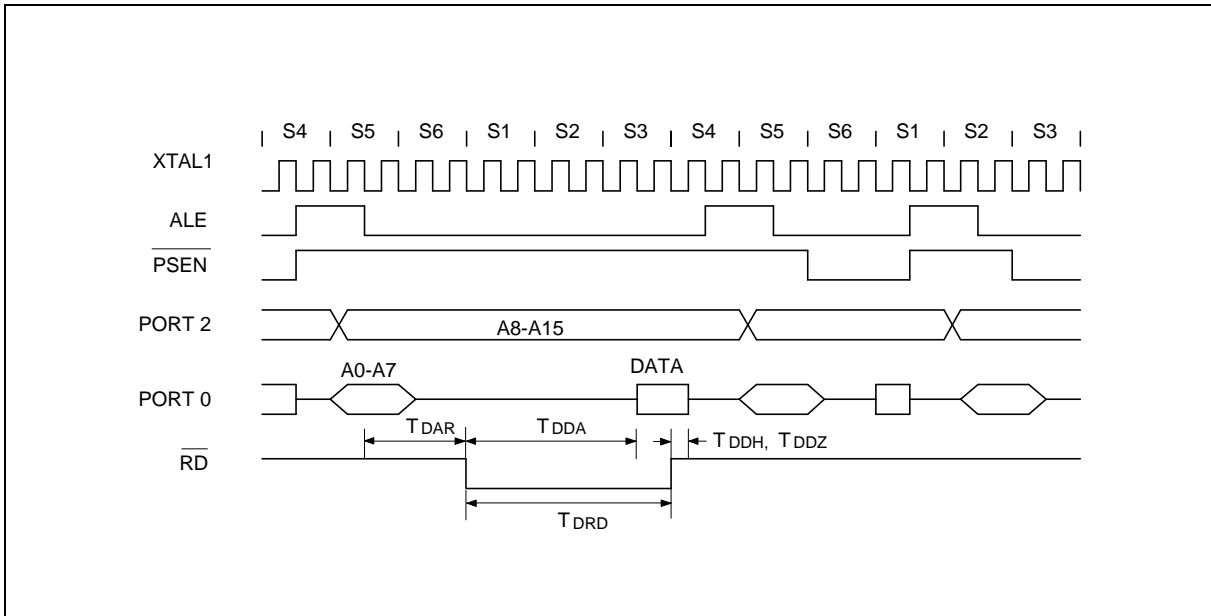 S4 S5 S6 S1 S2 S3 S4 S5 S6 S1 S2 S3
XTAL1
ALE
PSEN
PORT 2
A8-A15
A0-A7
DATA
PORT 0
TDAR
TDDA
TDDH, TDDZ
RD
TDRD